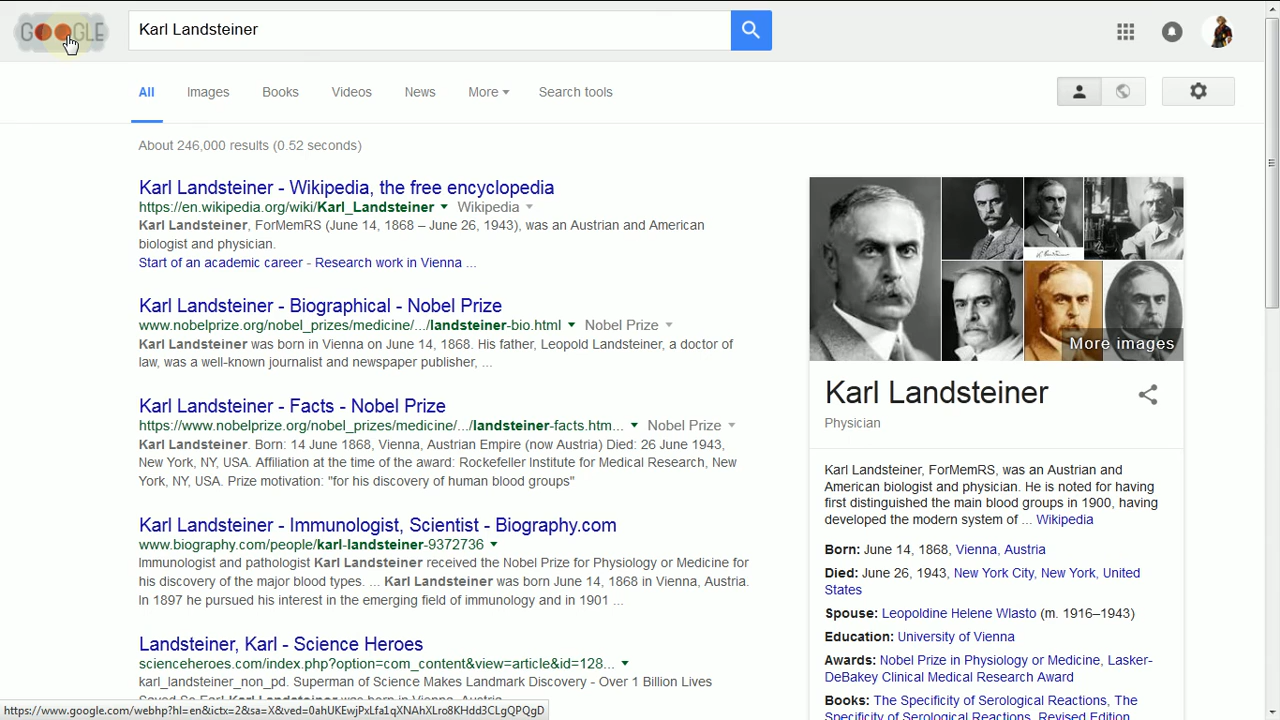 GOOGLE
Karl Landsteiner
All Images Books Videos News More Search tools
About 246,000 results (0.52 seconds)
Karl Landsteiner - Wikipedia, the free encyclopedia
https://en.wikipedia.org/wiki/Karl_Landsteiner Wikipedia
Karl Landsteiner, ForMemRS (June 14, 1868 – June 26, 1943), was an Austrian and American
biologist and physician.
Start of an academic career - Research work in Vienna ...
Karl Landsteiner - Biographical - Nobel Prize
www.nobelprize.org/nobel_prizes/medicine/.../landsteiner-bio.html Nobel Prize
Karl Landsteiner was born in Vienna on June 14, 1868. His father, Leopold Landsteiner, a doctor of
law, was a well-known journalist and newspaper publisher, ...
Karl Landsteiner - Facts - Nobel Prize
https://www.nobelprize.org/nobel_prizes/medicine/.../landsteiner-facts.htm... Nobel Prize
Karl Landsteiner. Born: 14 June 1868, Vienna, Austrian Empire (now Austria) Died: 26 June 1943,
New York, NY, USA. Affiliation at the time of the award: Rockefeller Institute for Medical Research, New
York, NY, USA. Prize motivation: "for his discovery of human blood groups"
Karl Landsteiner - Immunologist, Scientist - Biography.com
www.biography.com/people/karl-landsteiner-9372736
Immunologist and pathologist Karl Landsteiner received the Nobel Prize for Physiology or Medicine for
his discovery of the major blood types. ... Karl Landsteiner was born June 14, 1868 in Vienna, Austria.
In 1897 he pursued his interest in the emerging field of immunology and in 1901 ...
Landsteiner, Karl - Science Heroes
scienceheroes.com/index.php?option=com_content&view=article&id=128...
karl_landsteiner_non_pd. Superman of Science Makes Landmark Discovery - Over 1 Billion Lives
Saved So Far! Karl Landsteiner was born in Vienna, Austria
https://www.google.com/webhp?hl=en&ictx=2&sa=X&ved=0ahUKEwjPxLfa1qXNAhXLro8KHdd3CLgQPQgD
More images
Karl Landsteiner
Physician
Karl Landsteiner, ForMemRS, was an Austrian and
American biologist and physician. He is noted for having
first distinguished the main blood groups in 1900, having
developed the modern system of ... Wikipedia
Born: June 14, 1868, Vienna, Austria
Died: June 26, 1943, New York City, New York, United
States
Spouse: Leopoldine Helene Wlasto (m. 1916–1943)
Education: University of Vienna
Awards: Nobel Prize in Physiology or Medicine, Lasker-
DeBakey Clinical Medical Research Award
Books: The Specificity of Serological Reactions, The
Specificity of Serological Reactions, Revised Edition